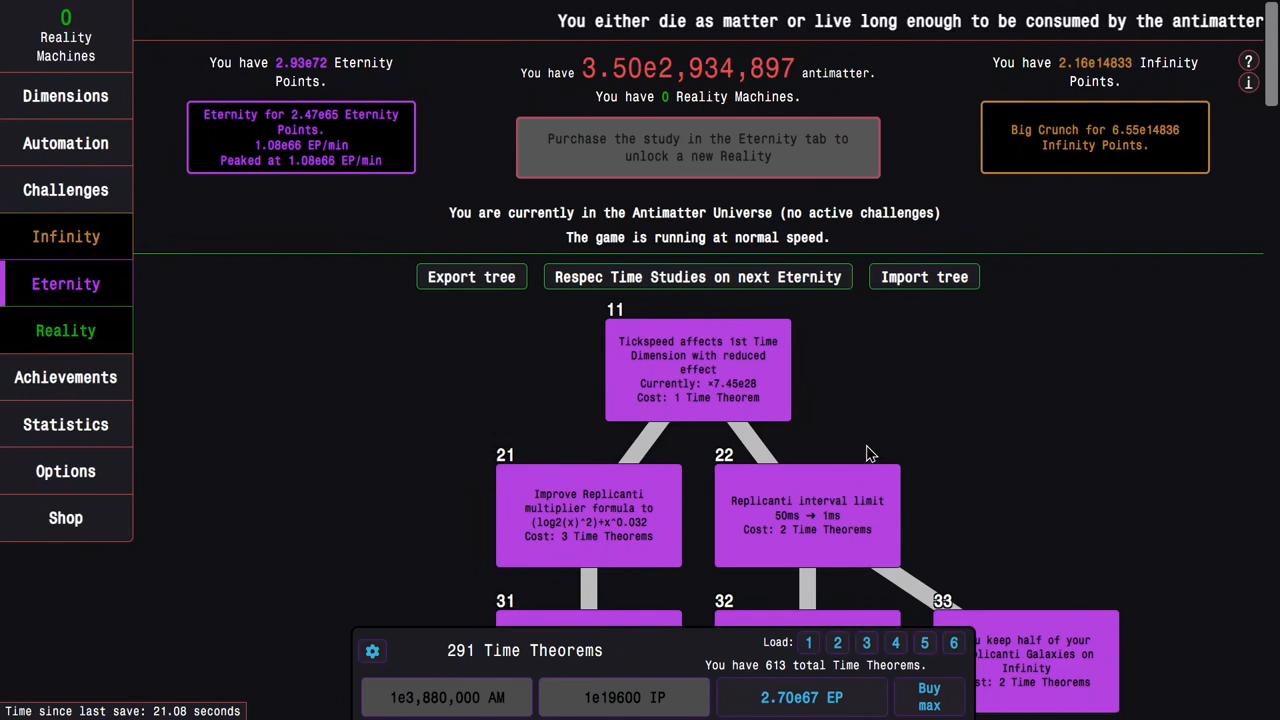 0
Reality
Machines
Dimensions
Automation
Challenges
Infinity
Eternity
Reality
Achievements
Statistics
Options
Shop
You either die as matter or live long enough to be consumed by the antimatter
You have 2.93e72 Eternity
Points.
Eternity for 2.47e65 Eternity
Points.
1.08e66 EP/min
Peaked at 1.08e66 EP/min
You have 3.50e2,934,897 antimatter.
You have 0 Reality Machines.
Purchase the study in the Eternity tab to
unlock a new Reality
You have 2.16e14833 Infinity
Points.
Big Crunch for 6.55e14836
Infinity Points.
?
i
You are currently in the Antimatter Universe (no active challenges)
The game is running at normal speed.
Export tree
Respec Time Studies on next Eternity
Import tree
11
Tickspeed affects 1st Time
Dimension with reduced
effect
Currently: ×7.45e28
Cost: 1 Time Theorem
21
Improve Replicanti
multiplier formula to
(log2(x)^2)+x^0.032
Cost: 3 Time Theorems
22
Replicanti interval limit
50ms → 1ms
Cost: 2 Time Theorems
31
32
33
keep half of your
Galaxies on
Infinity
2 Time Theorems
291 Time Theorems
Load: 1 2 3 4 5 6
You have 613 total Time Theorems.
1e3,880,000 AM
1e19600 IP
2.70e67 EP
Buy
max
Time since last save: 21.08 seconds